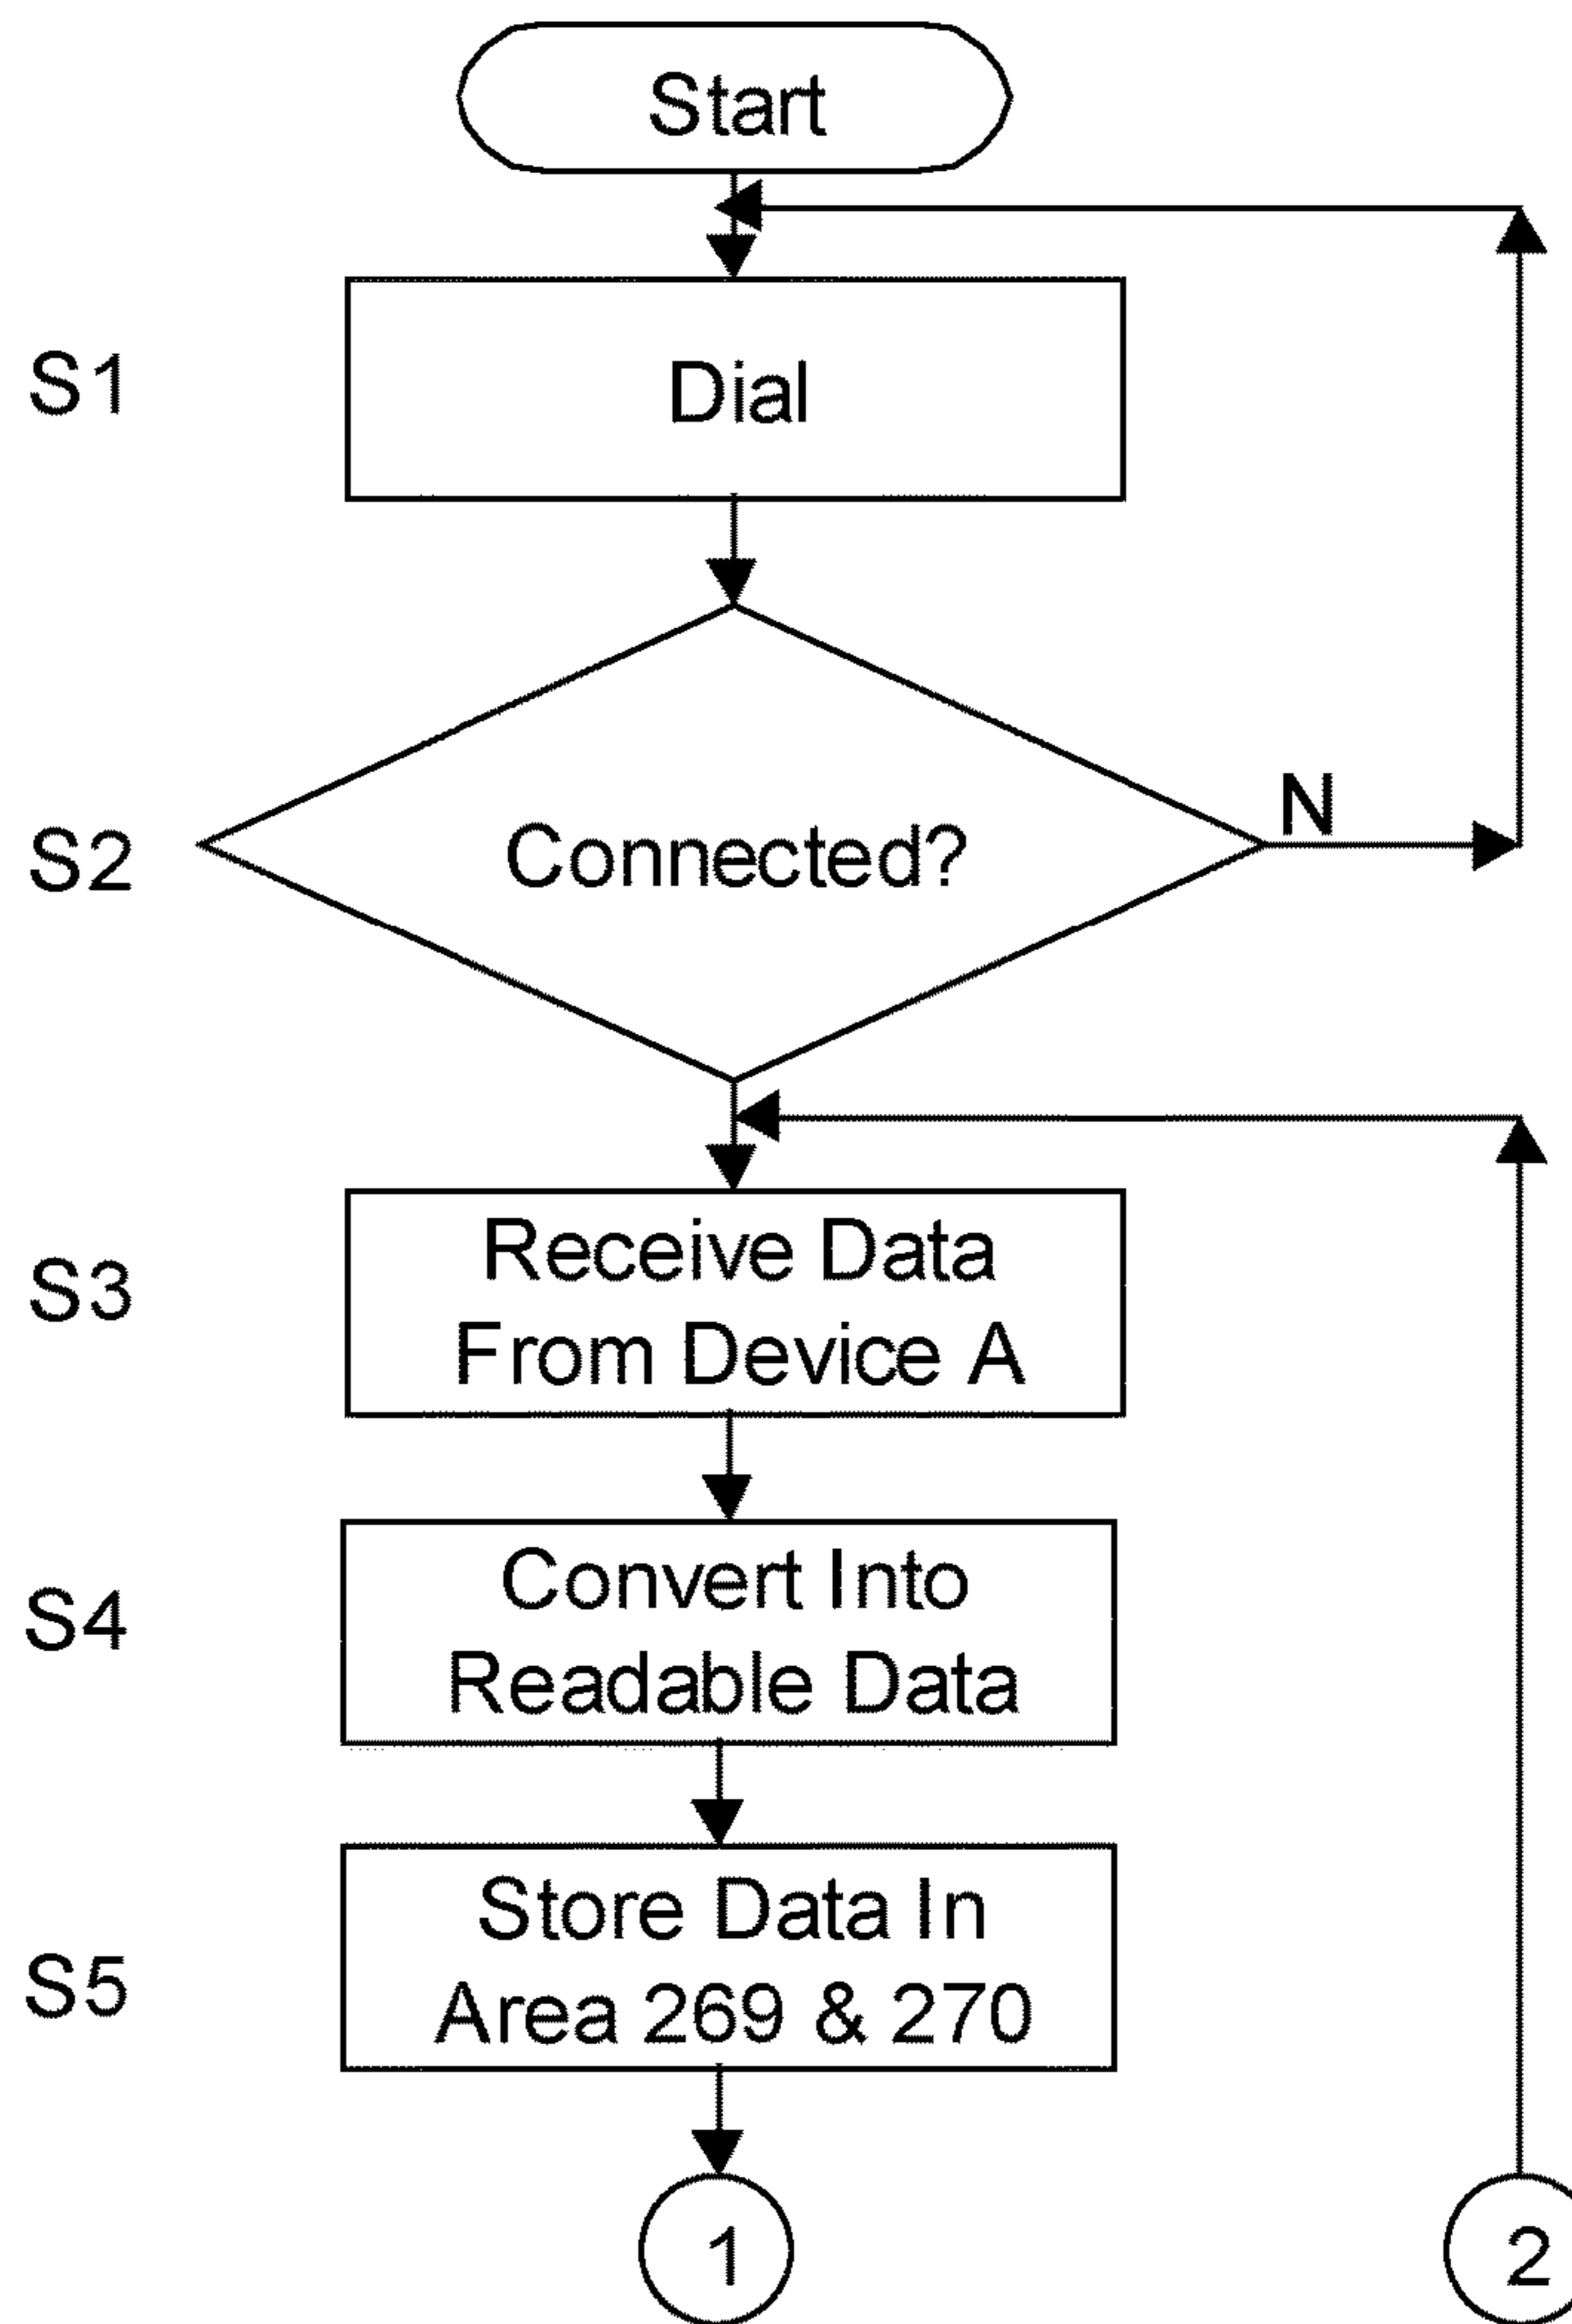 Start
S1
Dial
S2
Connected?
N
S3
Receive Data
From Device A
S4
Convert Into
Readable Data
S5
Store Data In
Area 269 & 270
1
2